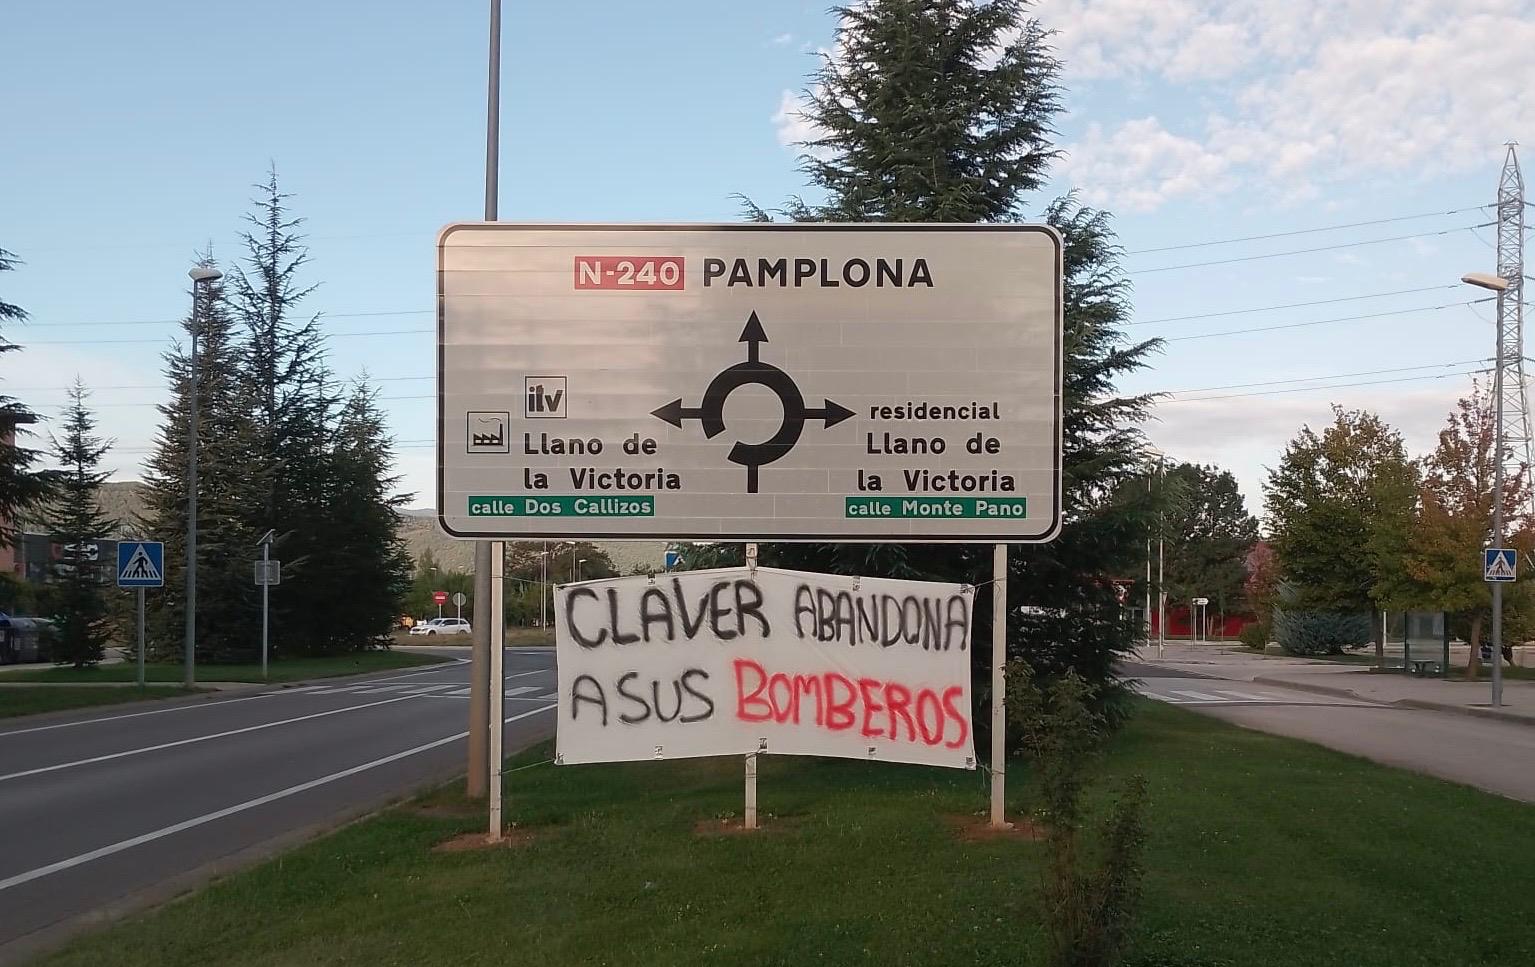 N-240 PAMPLONA
itv
residencial
Llano de
la Victoria
calle Dos Callizos
Llano de
la Victoria
calle Monte Pano
CLAVER ABANDONA
A SUS BOMBEROS